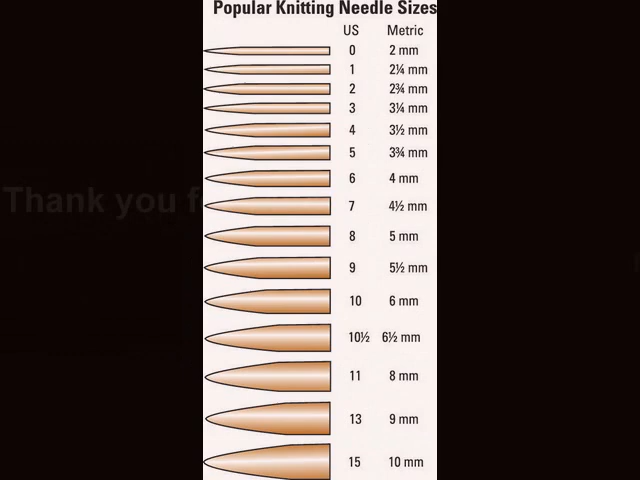 Popular Knitting Needle Sizes
US Metric
0 2 mm
1 2¼ mm
2 2¾ mm
3 3¼ mm
4 3½ mm
5 3¾ mm
6 4 mm
7 4½ mm
8 5 mm
9 5½ mm
10 6 mm
10½ 6½ mm
11 8 mm
13 9 mm
15 10 mm
Thank you f